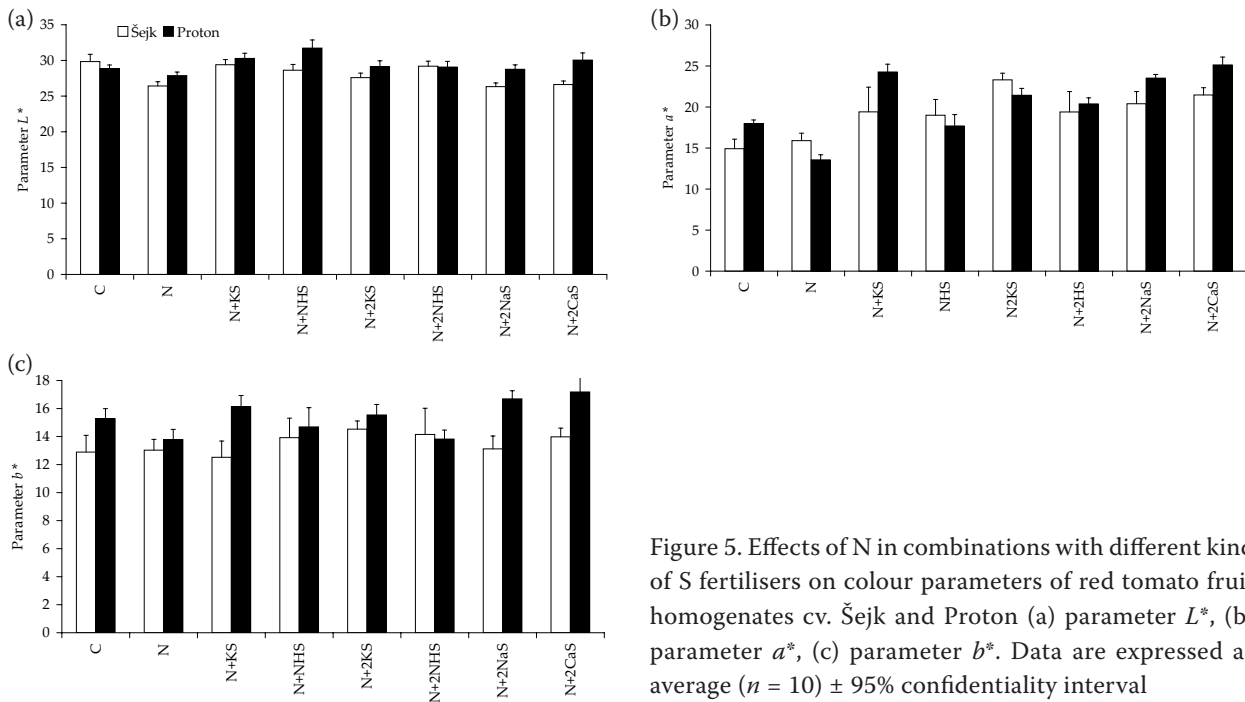 (a)
35
30
25
20
15
10
5
0
Parameter L*
Šejk Proton
C
N
N+KS
N+NHS
N+2KS
N+2NHS
N+2NaS
N+2CaS
(b)
30
25
20
15
10
5
0
Parameter a*
C
N
N+KS
NHS
N2KS
N+2HS
N+2NaS
N+2CaS
(c)
18
16
14
12
10
8
6
4
2
0
Parameter b*
C
N
N+KS
N+NHS
N+2KS
N+2NHS
N+2NaS
N+2CaS
Figure 5. Effects of N in combinations with different kind
of S fertilisers on colour parameters of red tomato frui
homogenates cv. Šejk and Proton (a) parameter L*, (b
parameter a*, (c) parameter b*. Data are expressed a
average (n = 10) ± 95% confidentiality interval